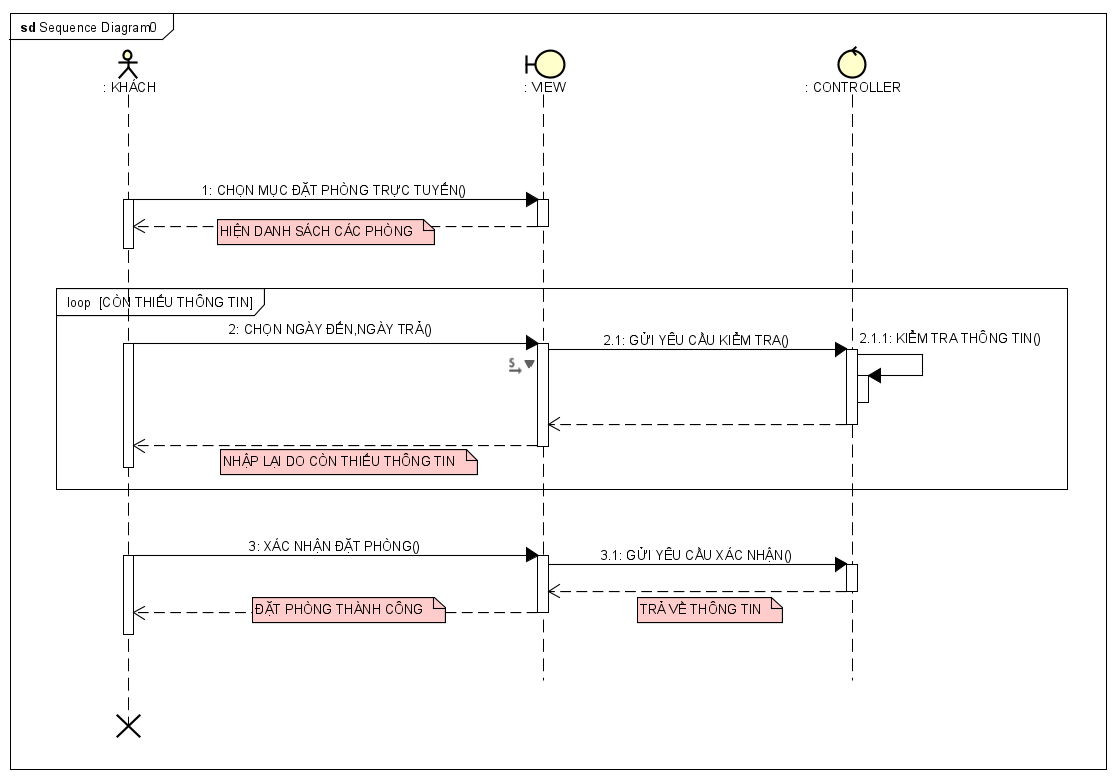 sd Sequence Diagram0
: KHÁCH
: VIEW
: CONTROLLER
1: CHỌN MỤC ĐẶT PHÒNG TRỰC TUYẾN()
HIỆN DANH SÁCH CÁC PHÒNG
loop [CÒN THIẾU THÔNG TIN]
2: CHỌN NGÀY ĐẾN,NGÀY TRẢ()
2.1: GỬI YÊU CẦU KIỂM TRA()
2.1.1: KIỂM TRA THÔNG TIN()
S
NHẬP LẠI DO CÒN THIẾU THÔNG TIN
3: XÁC NHẬN ĐẶT PHÒNG()
3.1: GỬI YÊU CẦU XÁC NHẬN()
ĐẶT PHÒNG THÀNH CÔNG
TRẢ VỀ THÔNG TIN